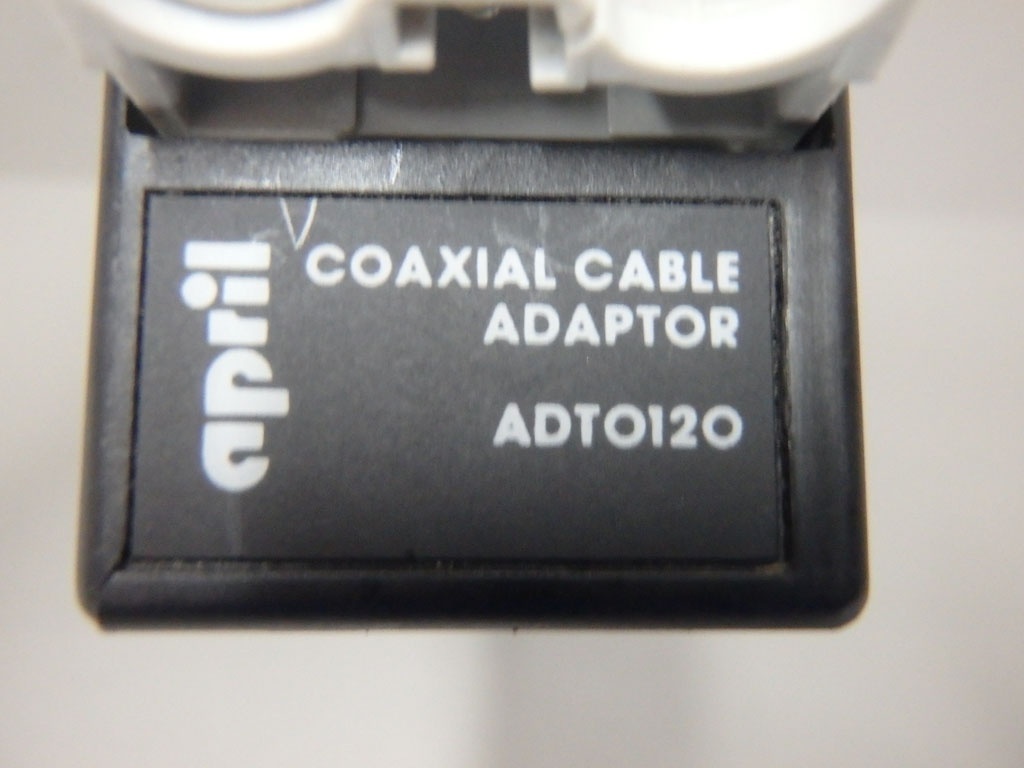 april
COAXIAL CABLE
ADAPTOR
ADT0120